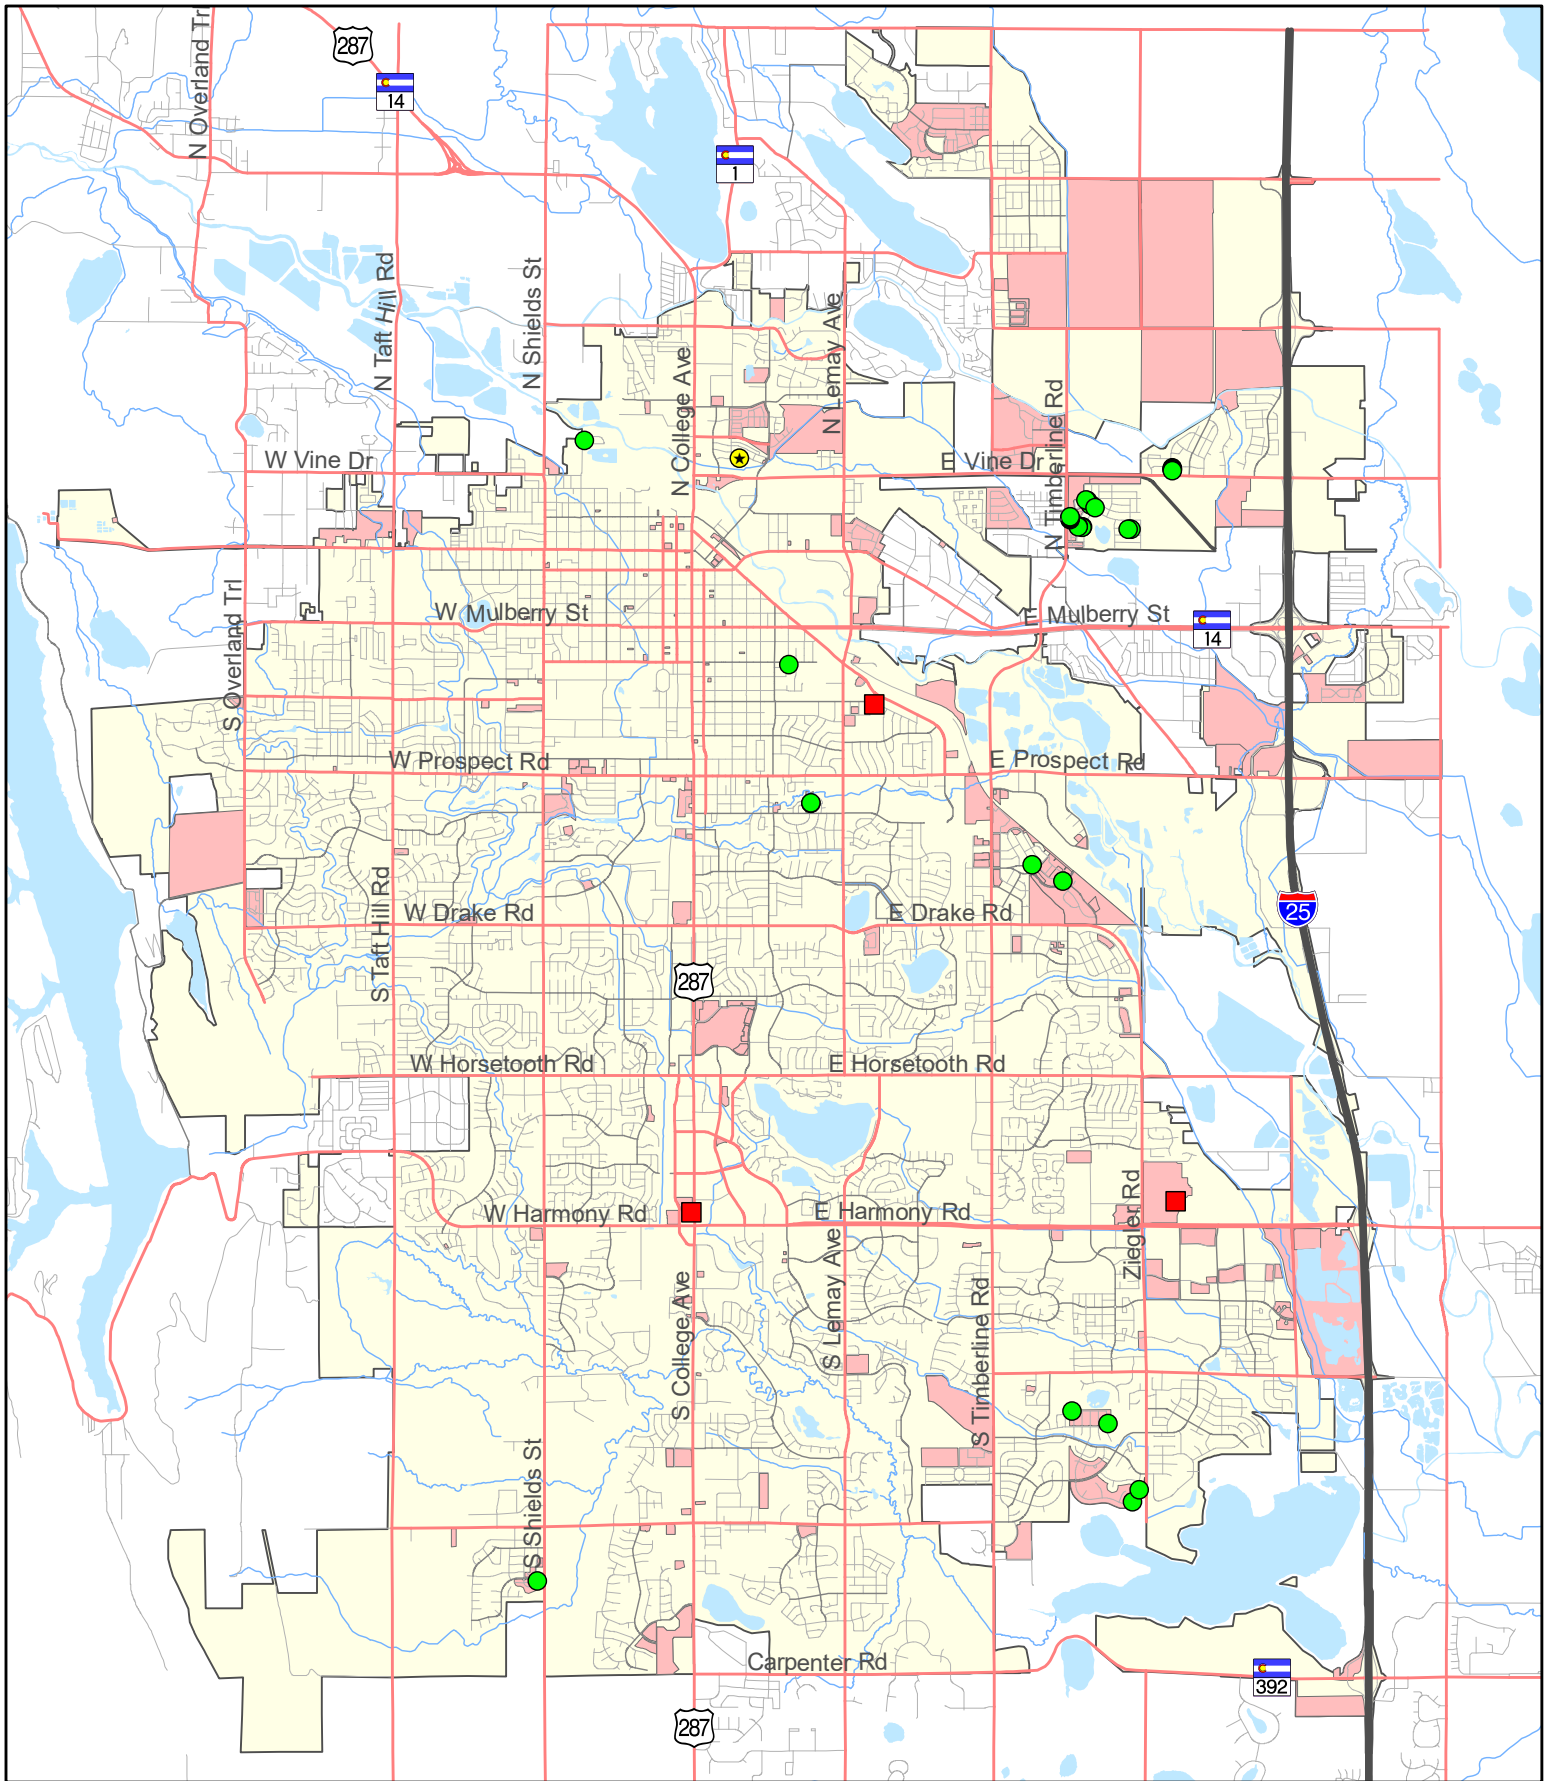 N Overland Trl
287
14
1
N Taft Hill Rd
N Shields St
N College Ave
N Lemay Ave
N Timberline Rd
W Vine Dr
E Vine Dr
S Overland Trl
W Mulberry St
E Mulberry St
14
W Prospect Rd
E Prospect Rd
S Taft Hill Rd
W Drake Rd
E Drake Rd
25
287
W Horsetooth Rd
E Horsetooth Rd
W Harmony Rd
E Harmony Rd
Ziegler Rd
S College Ave
S Lemay Ave
S Timberline Rd
S Shields St
Carpenter Rd
392
287